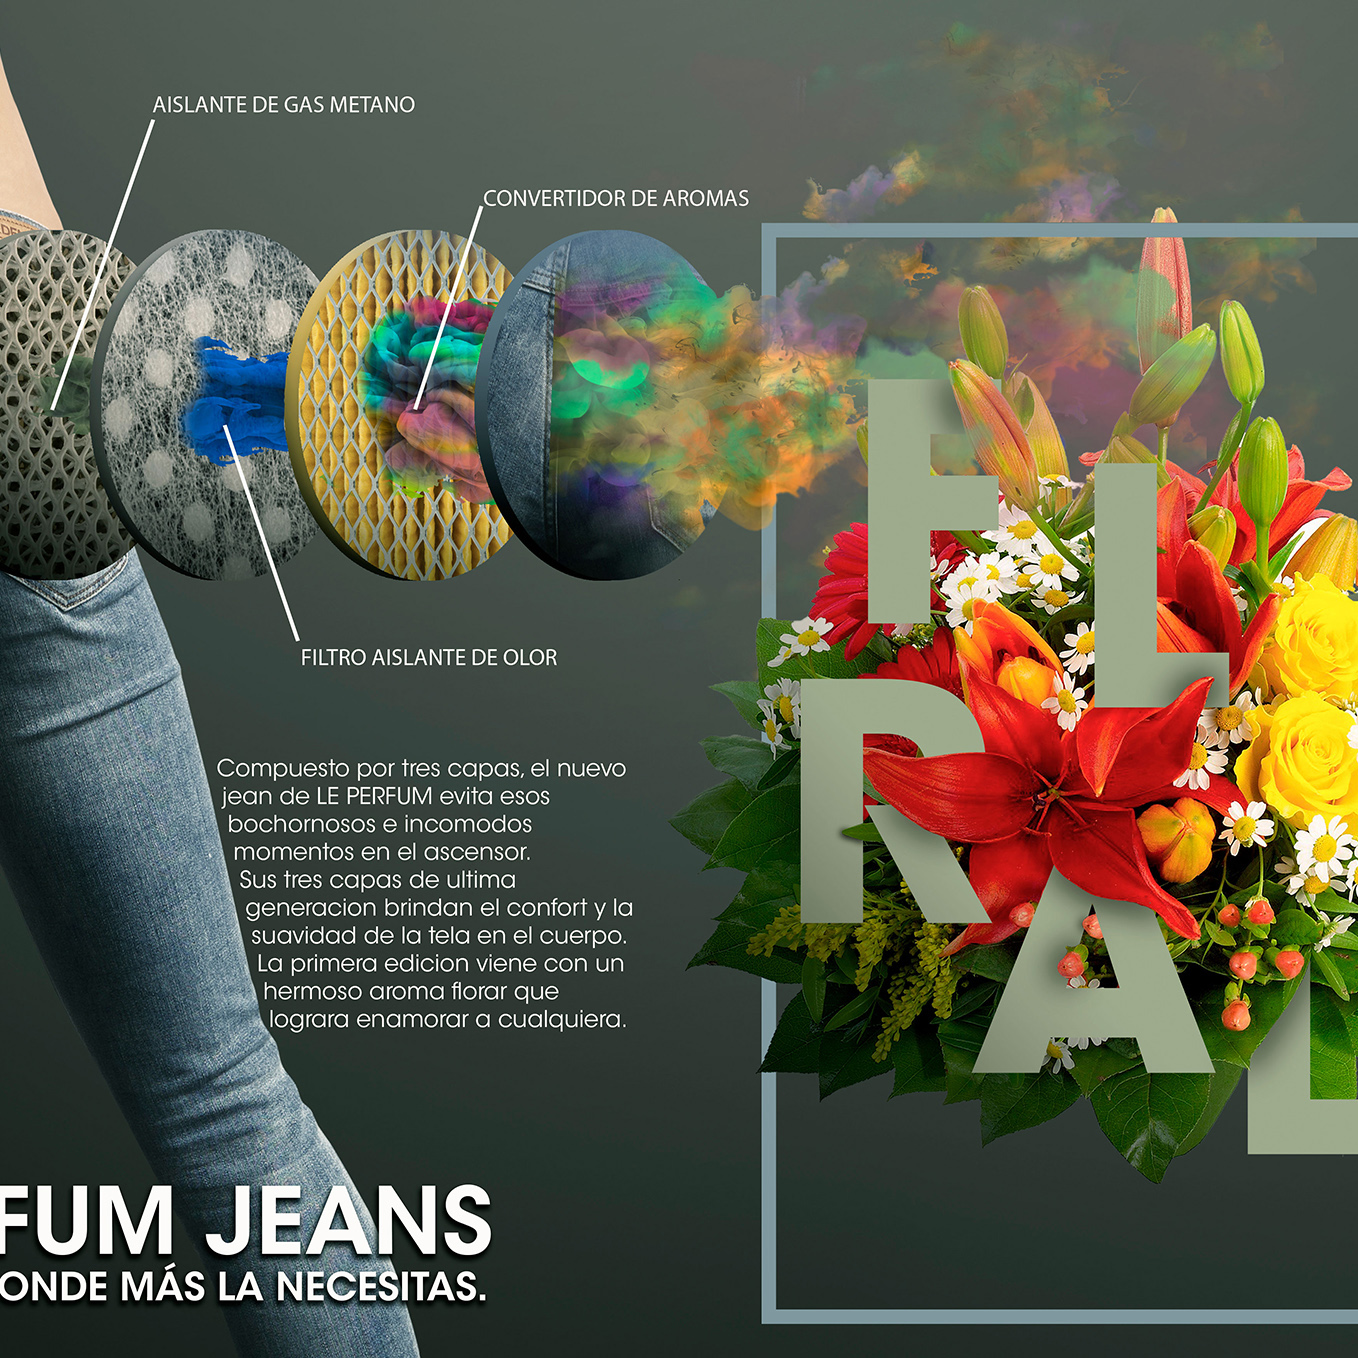 AISLANTE DE GAS METANO
CONVERTIDOR DE AROMAS
FILTRO AISLANTE DE OLOR
Compuesto por tres capas, el nuevo
jean de LE PERFUM evita esos
bochornosos e incomodos
momentos en el ascensor.
Sus tres capas de ultima
generacion brindan el confort y la
suavidad de la tela en el cuerpo.
La primera edicion viene con un
hermoso aroma florar que
lograra enamorar a cualquiera.
FL
RA
L
FUM JEANS
ONDE MÁS LA NECESITAS.